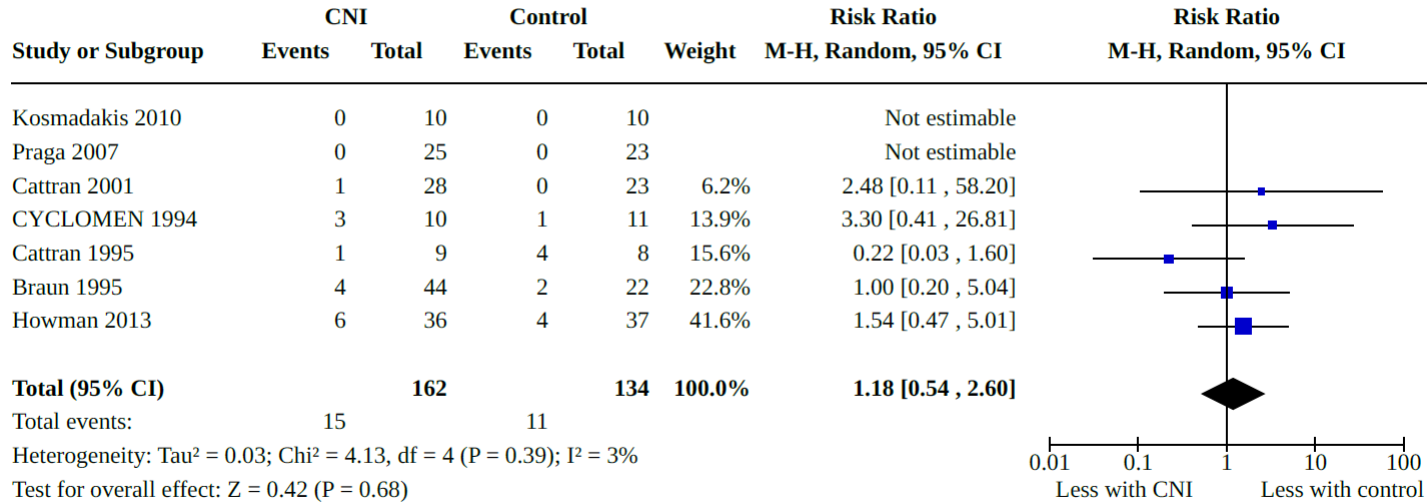 CNI Control Risk Ratio Risk Ratio
Study or Subgroup Events Total Events Total Weight M-H, Random, 95% CI M-H, Random, 95% CI
Kosmadakis 2010 0 10 0 10 Not estimable
Praga 2007 0 25 0 23 Not estimable
Cattran 2001 1 28 0 23 6.2% 2.48 [0.11 , 58.20]
CYCLOMEN 1994 3 10 1 11 13.9% 3.30 [0.41 , 26.81]
Cattran 1995 1 9 4 8 15.6% 0.22 [0.03 , 1.60]
Braun 1995 4 44 2 22 22.8% 1.00 [0.20 , 5.04]
Howman 2013 6 36 4 37 41.6% 1.54 [0.47 , 5.01]
Total (95% CI) 162 134 100.0% 1.18 [0.54 , 2.60]
Total events: 15 11
Heterogeneity: Tau² = 0.03; Chi² = 4.13, df = 4 (P = 0.39); I² = 3%
0.01 0.1 1 10 100
Test for overall effect: Z = 0.42 (P = 0.68) Less with CNI Less with control